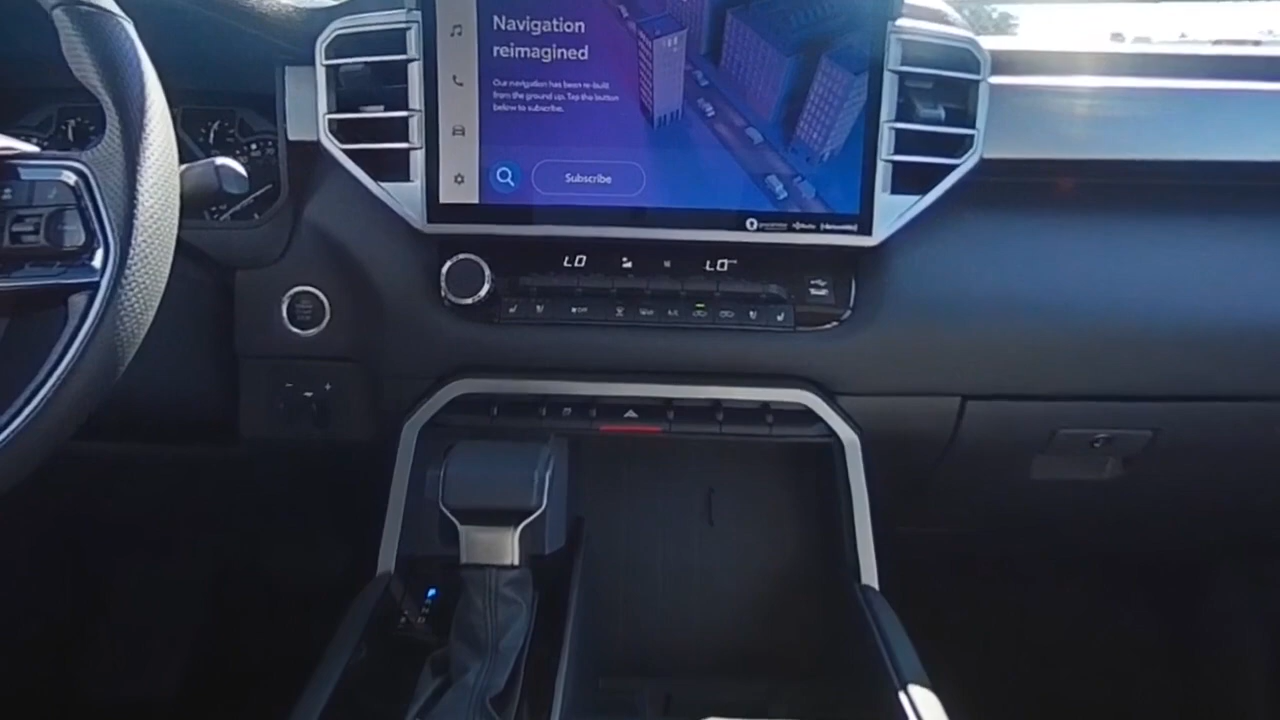 Navigation
reimagined
Our navigation has been re-built
from the ground up. Tap the button
below to subscribe.
Subscribe
LO
LO
A/C
- +